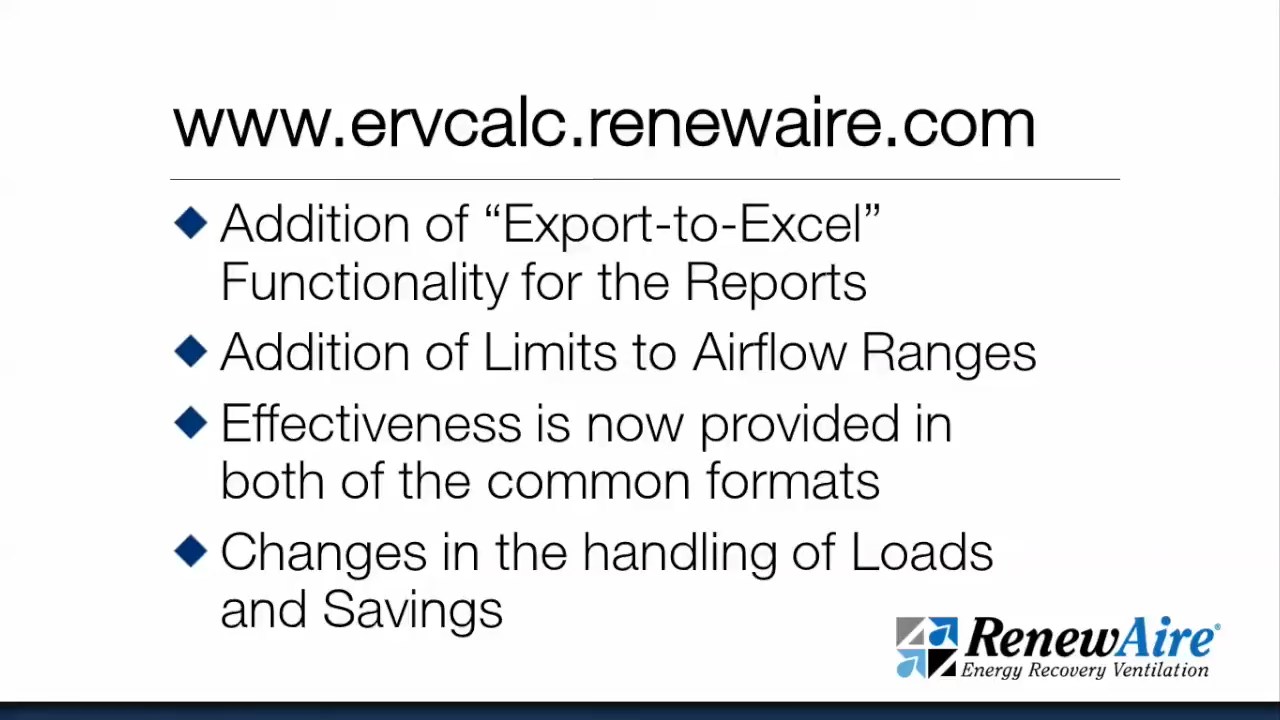 www.ervcalc.renewaire.com
Addition of “Export-to-Excel”
Functionality for the Reports
Addition of Limits to Airflow Ranges
Effectiveness is now provided in
both of the common formats
Changes in the handling of Loads
and Savings
RenewAire®
Energy Recovery Ventilation